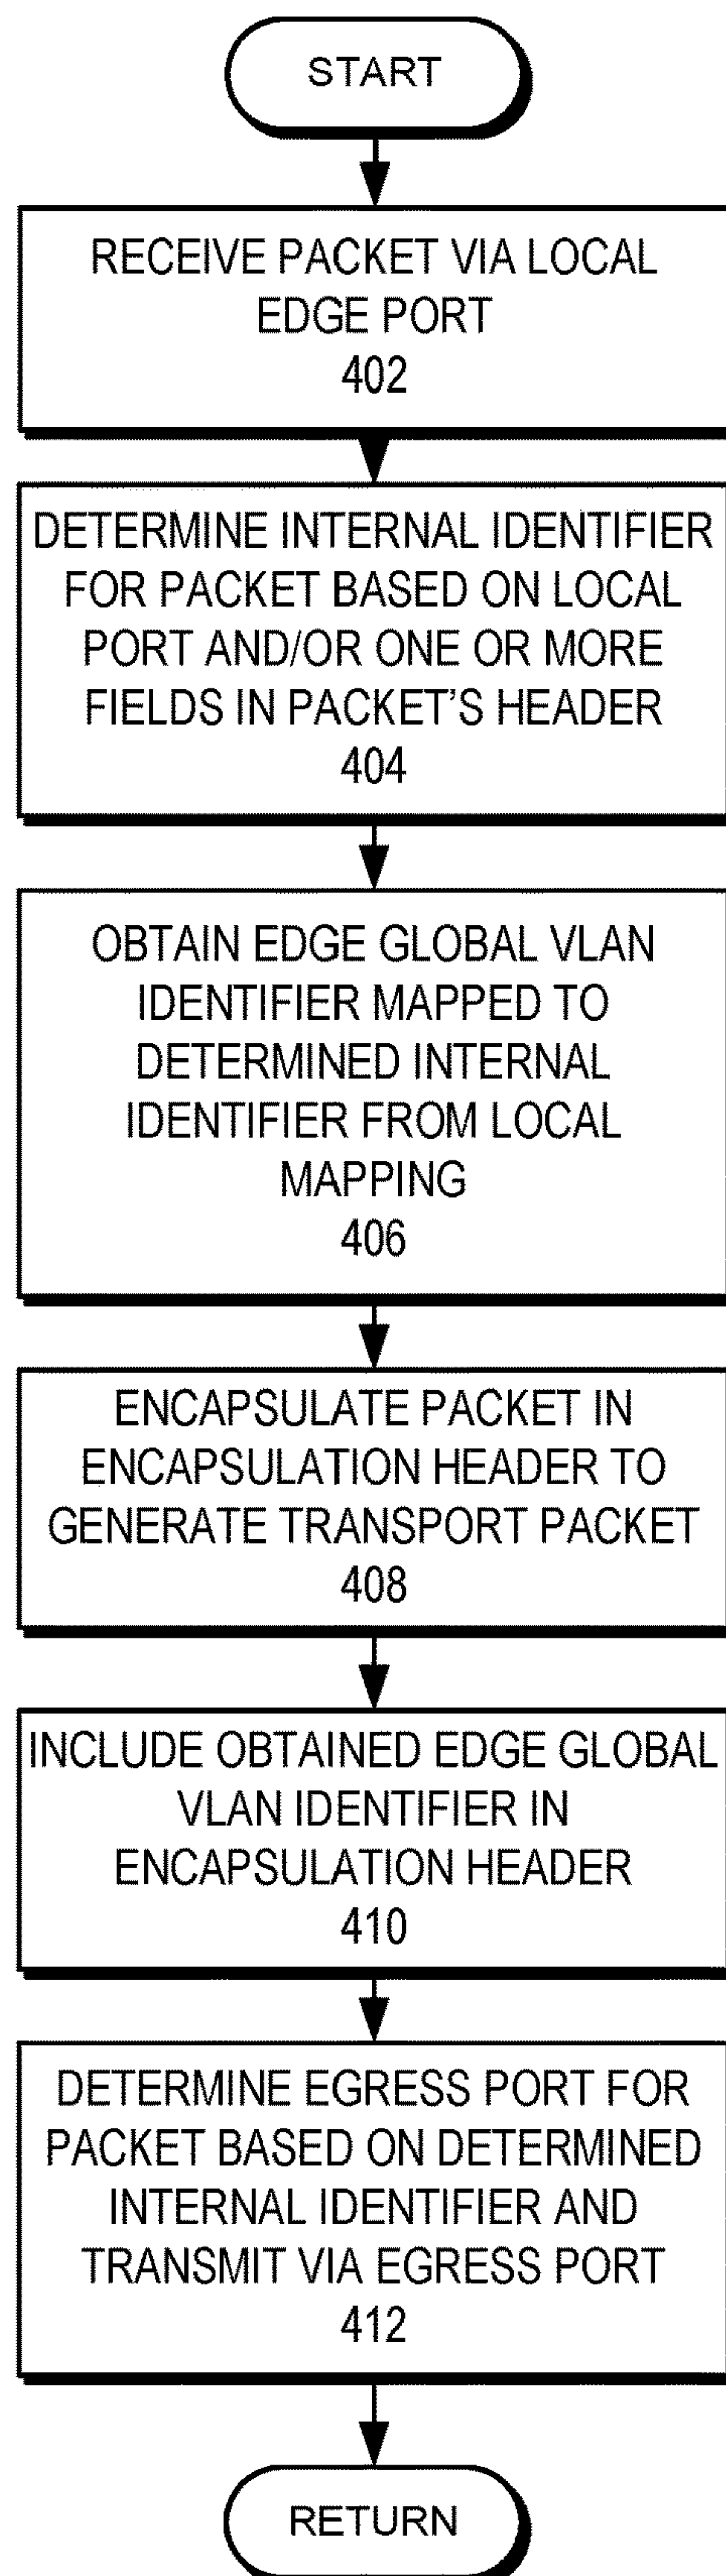 START
RECEIVE PACKET VIA LOCAL
EDGE PORT
402
DETERMINE INTERNAL IDENTIFIER
FOR PACKET BASED ON LOCAL
PORT AND/OR ONE OR MORE
FIELDS IN PACKET’S HEADER
404
OBTAIN EDGE GLOBAL VLAN
IDENTIFIER MAPPED TO
DETERMINED INTERNAL
IDENTIFIER FROM LOCAL
MAPPING
406
ENCAPSULATE PACKET IN
ENCAPSULATION HEADER TO
GENERATE TRANSPORT PACKET
408
INCLUDE OBTAINED EDGE GLOBAL
VLAN IDENTIFIER IN
ENCAPSULATION HEADER
410
DETERMINE EGRESS PORT FOR
PACKET BASED ON DETERMINED
INTERNAL IDENTIFIER AND
TRANSMIT VIA EGRESS PORT
412
RETURN